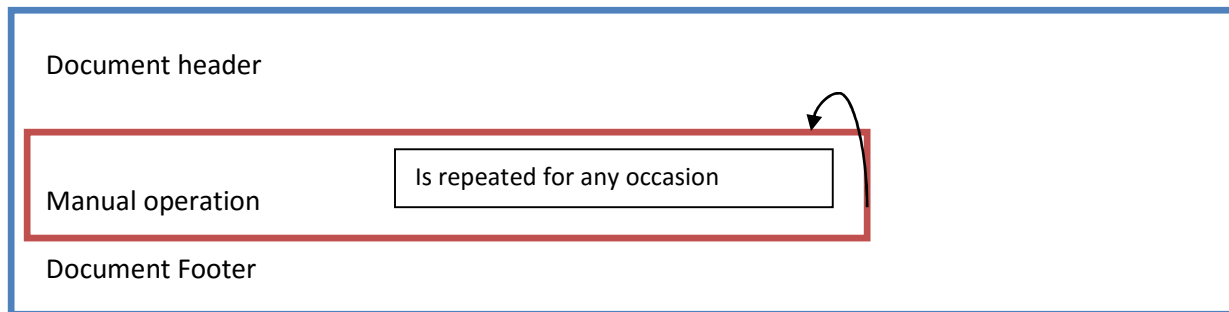 Document header
Is repeated for any occasion
Manual operation
Document Footer